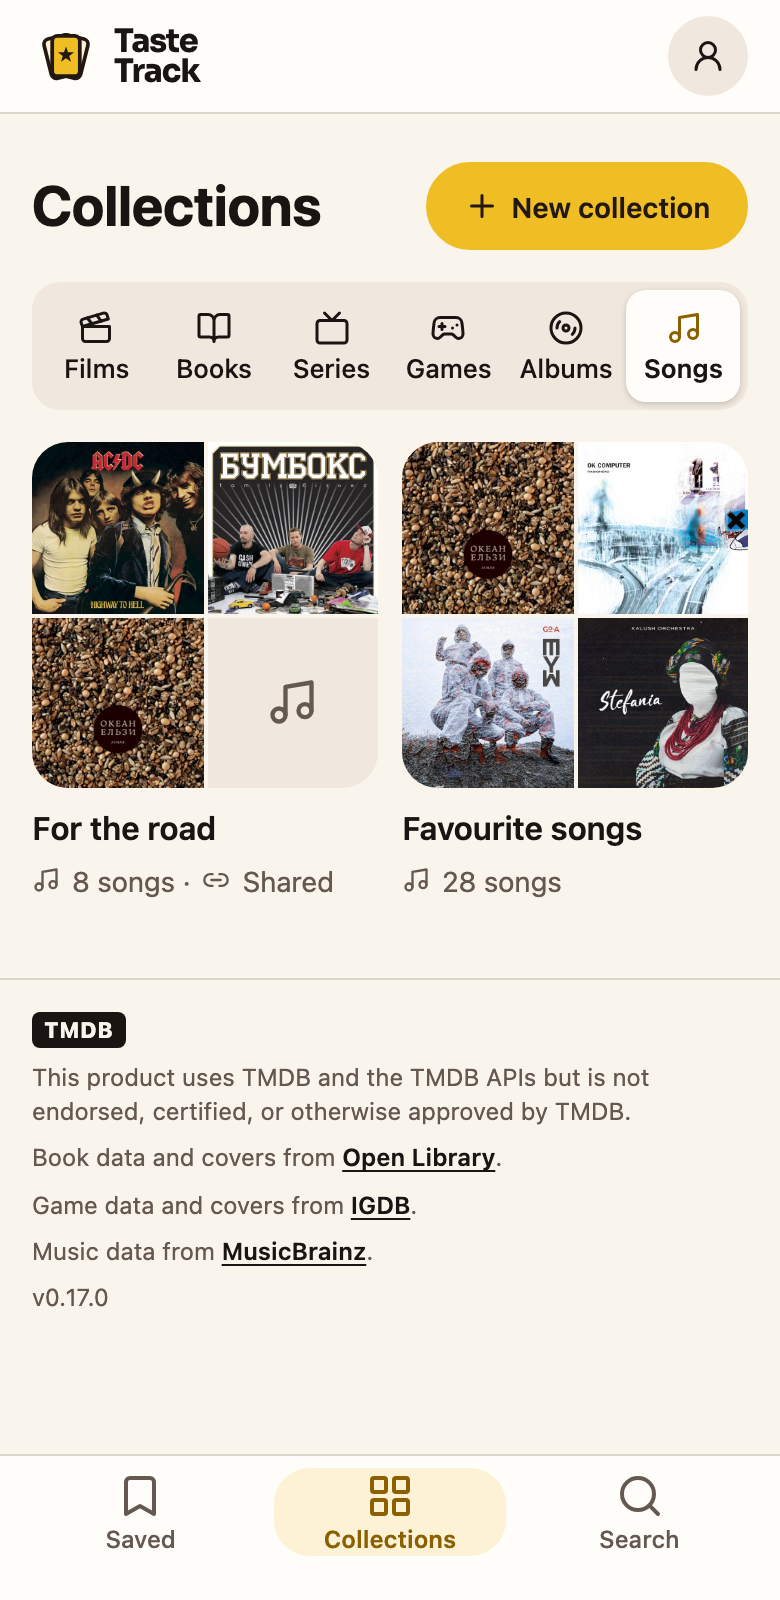 Taste
Track
Collections
New collection
Films
Books
Series
Games
Albums
Songs
AC/DC
HIGHWAY TO HELL
БУМБОКС
ОКЕАН
ЕЛЬЗИ
ОКЕАН
ЕЛЬЗИ
OK COMPUTER
KALUSH ORCHESTRA
Stefania
For the road
8 songs · Shared
Favourite songs
28 songs
TMDB
This product uses TMDB and the TMDB APIs but is not
endorsed, certified, or otherwise approved by TMDB.
Book data and covers from Open Library.
Game data and covers from IGDB.
Music data from MusicBrainz.
v0.17.0
Saved
Collections
Search